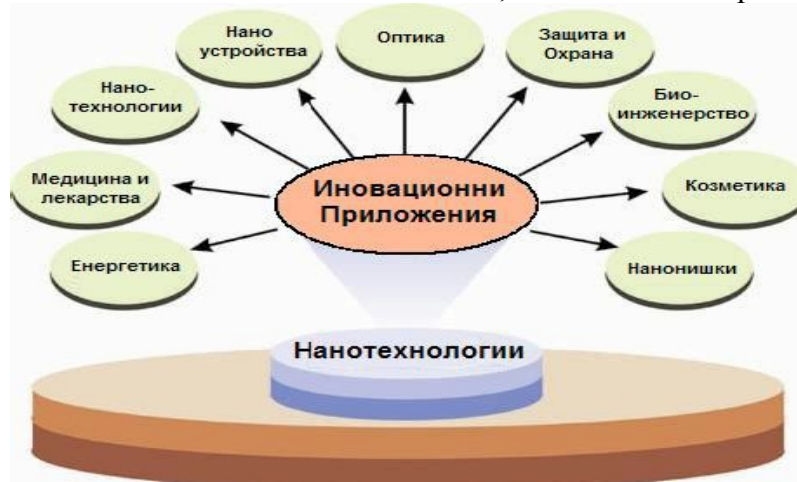 Нано
устройства
Оптика
Защита и
Охрана
Нано-
технологии
Био-
инженерство
Медицина и
лекарства
Иновационни
Приложения
Козметика
Енергетика
Нанонишки
Нанотехнологии